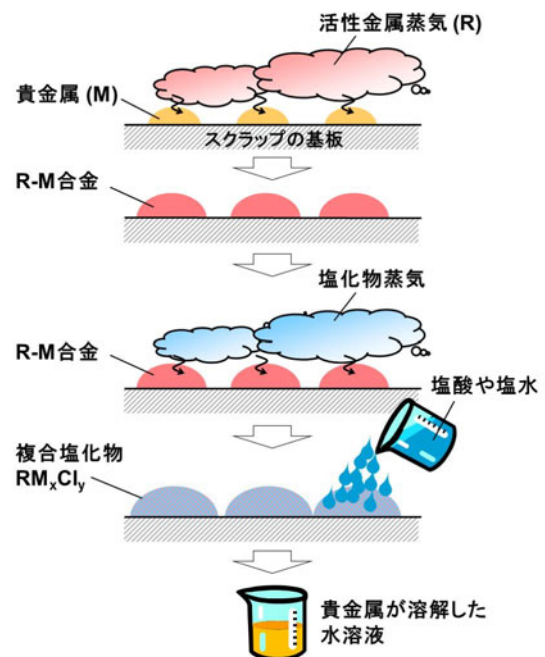 活性金属蒸気 (R)
貴金属 (M)
スクラップの基板
R-M合金
塩化物蒸気
R-M合金
塩酸や塩水
複合塩化物
RMxCly
貴金属が溶解した
水溶液